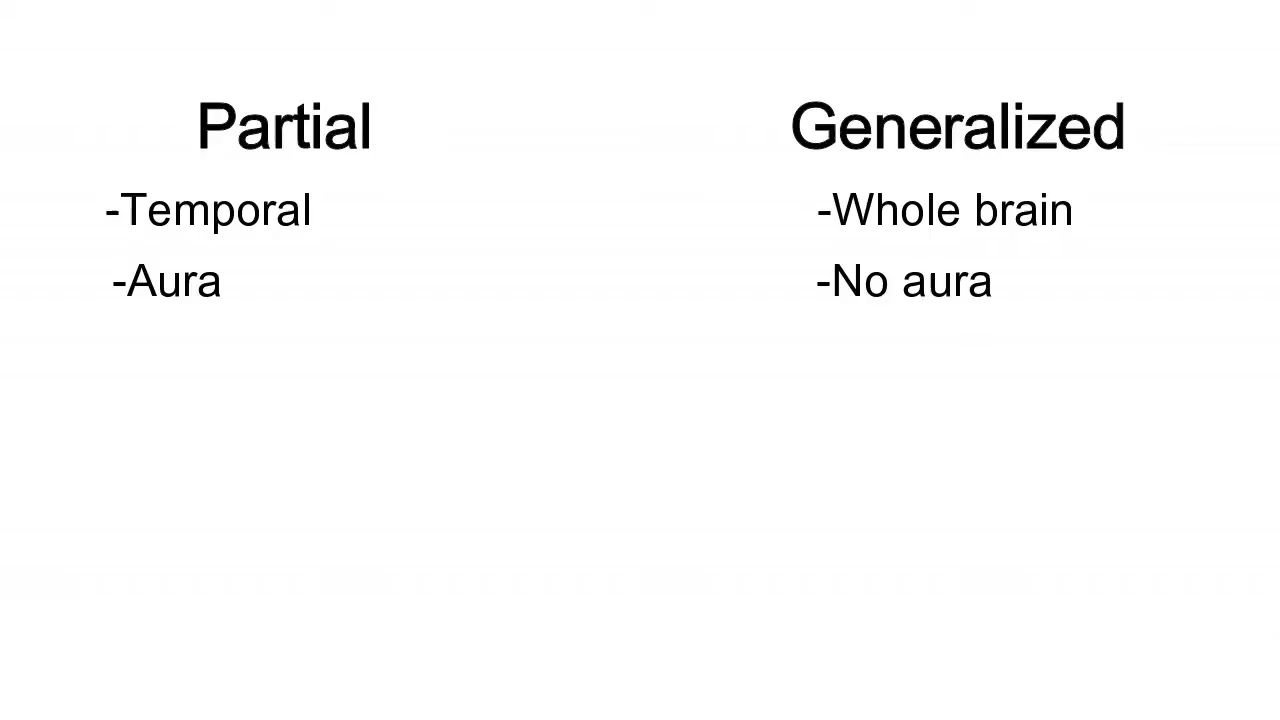 Partial
-Temporal
-Aura
Generalized
-Whole brain
-No aura